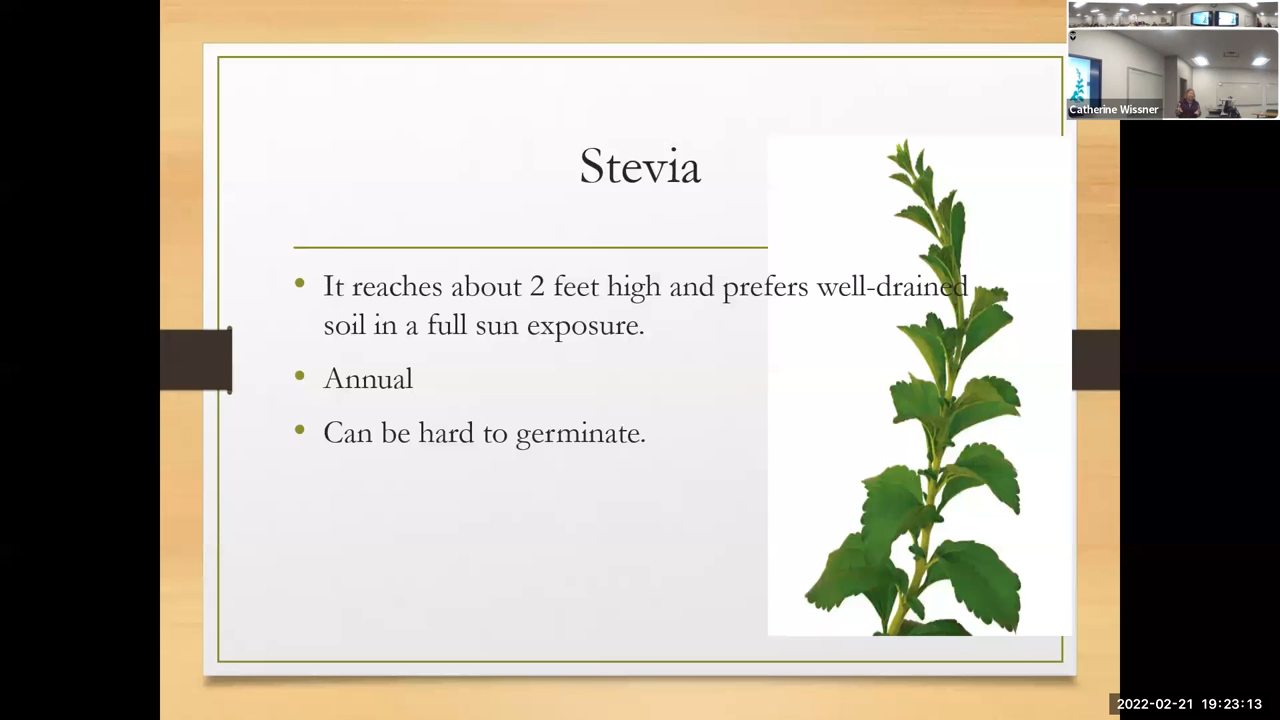 Catherine Wissner
Stevia
• It reaches about 2 feet high and prefers well-drained
soil in a full sun exposure.
• Annual
• Can be hard to germinate.
2022-02-21 19:23:13